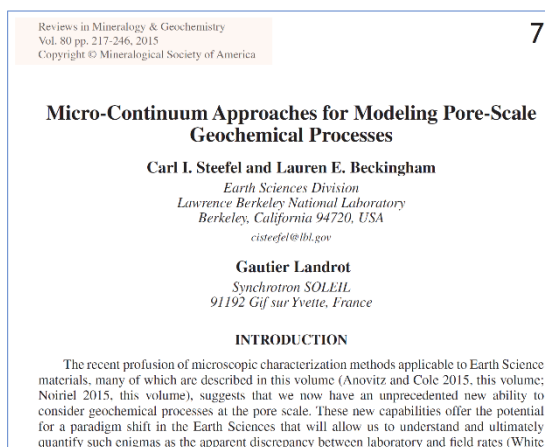 Reviews in Mineralogy & Geochemistry
Vol. 80 pp. 217-246, 2015
Copyright © Mineralogical Society of America
7
Micro-Continuum Approaches for Modeling Pore-Scale
Geochemical Processes
Carl I. Steefel and Lauren E. Beckingham
Earth Sciences Division
Lawrence Berkeley National Laboratory
Berkeley, California 94720, USA
cisteefel@lbl.gov
Gautier Landrot
Synchrotron SOLEIL
91192 Gif sur Yvette, France
INTRODUCTION
The recent profusion of microscopic characterization methods applicable to Earth Science
materials, many of which are described in this volume (Anovitz and Cole 2015, this volume;
Noiriel 2015, this volume), suggests that we now have an unprecedented new ability to
consider geochemical processes at the pore scale. These new capabilities offer the potential
for a paradigm shift in the Earth Sciences that will allow us to understand and ultimately
quantify such enigmas as the apparent discrepancy between laboratory and field rates (White